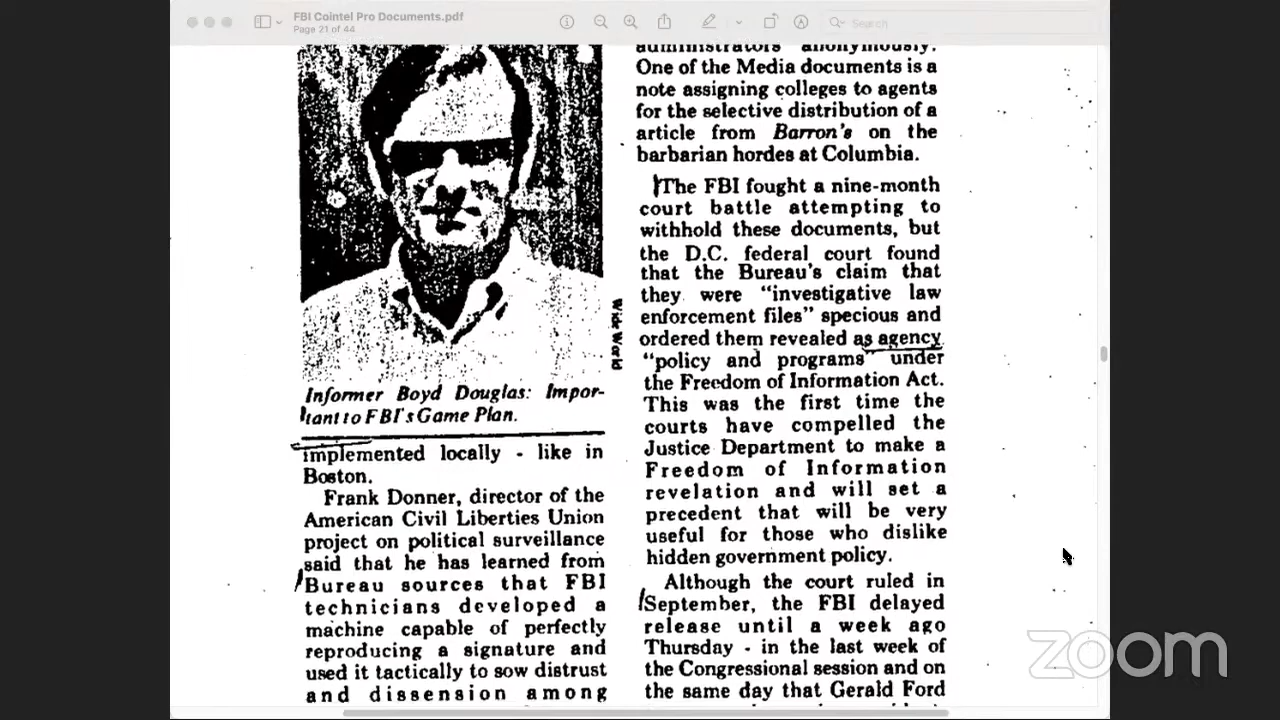 FBI Cointel Pro Documents.pdf
Page 21 of 44
Search
Wide World
Informer Boyd Douglas: Impor-
tant to FBI's Game Plan.
implemented locally - like in
Boston.
Frank Donner, director of the
American Civil Liberties Union
project on political surveillance
said that he has learned from
Bureau sources that FBI
technicians developed a
machine capable of perfectly
reproducing a signature and
used it tactically to sow distrust
and dissension among
administrators anonymously.
One of the Media documents is a
note assigning colleges to agents
for the selective distribution of a
article from Barron's on the
barbarian hordes at Columbia.
The FBI fought a nine-month
court battle attempting to
withhold these documents, but
the D.C. federal court found
that the Bureau's claim that
they were "investigative law
enforcement files" specious and
ordered them revealed as agency
"policy and programs" under
the Freedom of Information Act.
This was the first time the
courts have compelled the
Justice Department to make a
Freedom of Information
revelation and will set a
precedent that will be very
useful for those who dislike
hidden government policy.
Although the court ruled in
September, the FBI delayed
release until a week ago
Thursday - in the last week of
the Congressional session and on
the same day that Gerald Ford
zoom